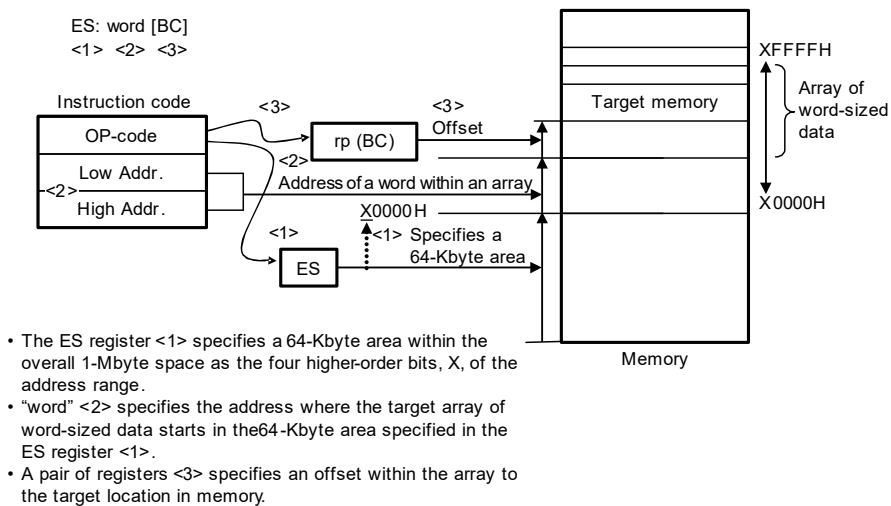 ES: word [BC]
<1> <2> <3>
XFFFFH
Array of
word-sized
data
Target memory
Instruction code
<3>
<3>
Offset
OP-code
rp (BC)
<2>
Low Addr.
<2>
Address of a word within an array
High Addr.
X0000H
X0000H
<1>
<1> Specifies a
64-Kbyte area
ES
Memory
• The ES register <1> specifies a 64-Kbyte area within the
overall 1-Mbyte space as the four higher-order bits, X, of the
address range.
• “word” <2> specifies the address where the target array of
word-sized data starts in the64-Kbyte area specified in the
ES register <1>.
• A pair of registers <3> specifies an offset within the array to
the target location in memory.